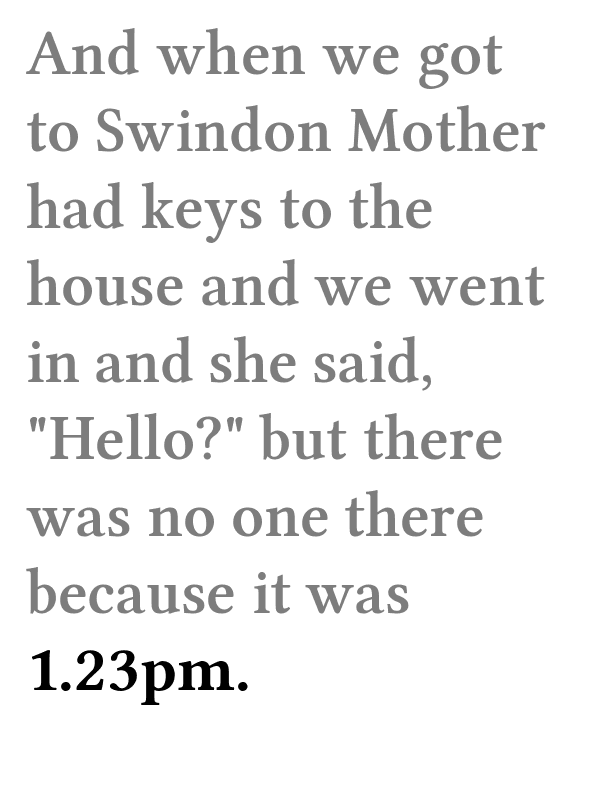 And when we got
to Swindon Mother
had keys to the
house and we went
in and she said,
"Hello?" but there
was no one there
because it was
1.23pm.